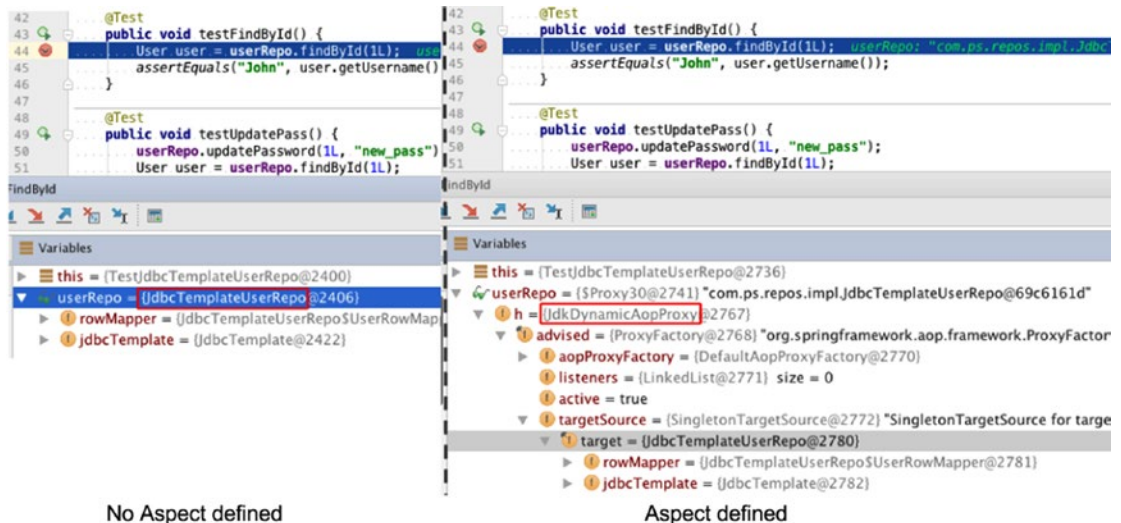 42 @Test
43 public void testFindById() {
44 User user = userRepo.findById(1L); use
45 assertEquals("John", user.getUsername()
46 }
47
48 @Test
49 public void testUpdatePass() {
50 userRepo.updatePassword(1L, "new_pass")
51 User user = userRepo.findById(1L);
FindById
Variables
this = {TestJdbcTemplateUserRepo@2400}
userRepo = {JdbcTemplateUserRepo@2406}
rowMapper = {JdbcTemplateUserRepo$UserRowMap
jdbcTemplate = {JdbcTemplate@2422}
No Aspect defined
42 @Test
43 public void testFindById() {
44 User user = userRepo.findById(1L); userRepo: "com.ps.repos.impl.Jdbc
45 assertEquals("John", user.getUsername());
46 }
47
48 @Test
49 public void testUpdatePass() {
50 userRepo.updatePassword(1L, "new_pass");
51 User user = userRepo.findById(1L);
indById
Variables
this = {TestJdbcTemplateUserRepo@2736}
userRepo = {$Proxy30@2741} "com.ps.repos.impl.JdbcTemplateUserRepo@69c6161d"
h = {JdkDynamicAopProxy@2767}
advised = {ProxyFactory@2768} "org.springframework.aop.framework.ProxyFactor
aopProxyFactory = {DefaultAopProxyFactory@2770}
listeners = {LinkedList@2771} size = 0
active = true
targetSource = {SingletonTargetSource@2772} "SingletonTargetSource for targe
target = {JdbcTemplateUserRepo@2780}
rowMapper = {JdbcTemplateUserRepo$UserRowMapper@2781}
jdbcTemplate = {JdbcTemplate@2782}
Aspect defined